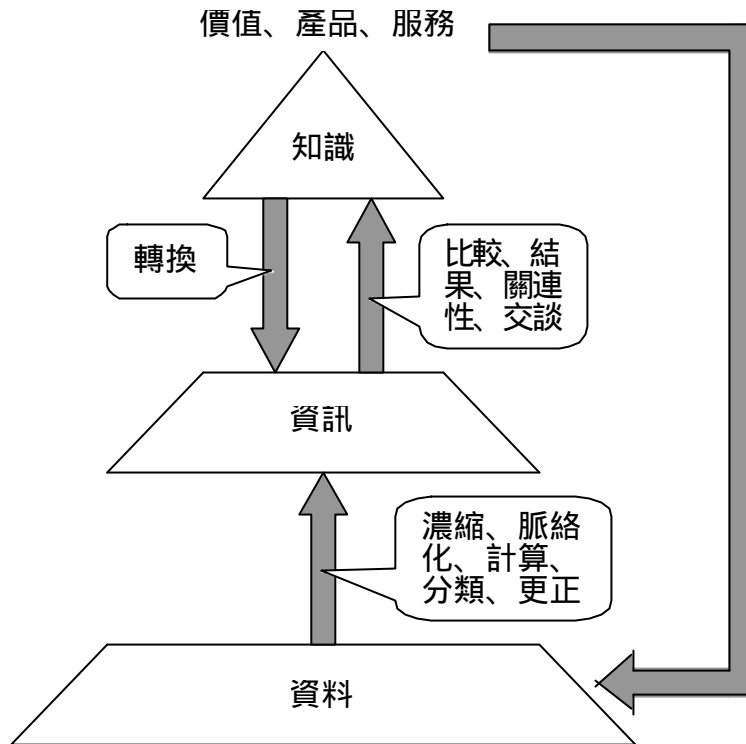 價值、產品、服務
知識
轉換
比較、結
果、關連
性、交談
資訊
濃縮、脈絡
化、計算、
分類、更正
資料